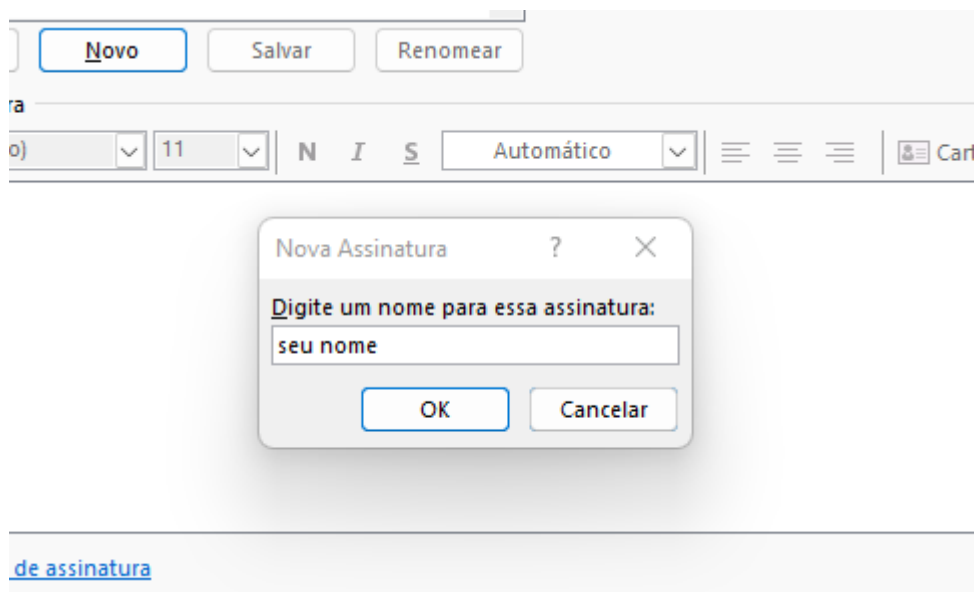 Novo Salvar Renomear
ra
o) 11 N I S Automático Cart
Nova Assinatura ? ×
Digite um nome para essa assinatura:
seu nome
OK Cancelar
de assinatura